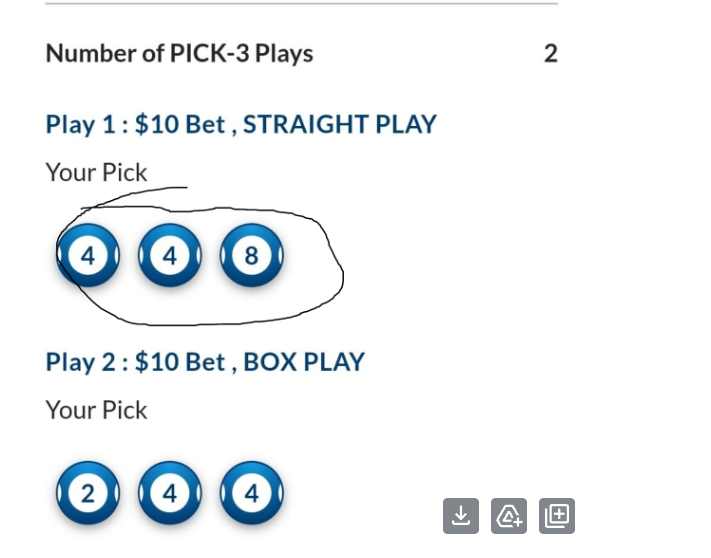 Number of PICK-3 Plays 2
Play 1 : $10 Bet , STRAIGHT PLAY
Your Pick
4 4 8
Play 2 : $10 Bet , BOX PLAY
Your Pick
2 4 4